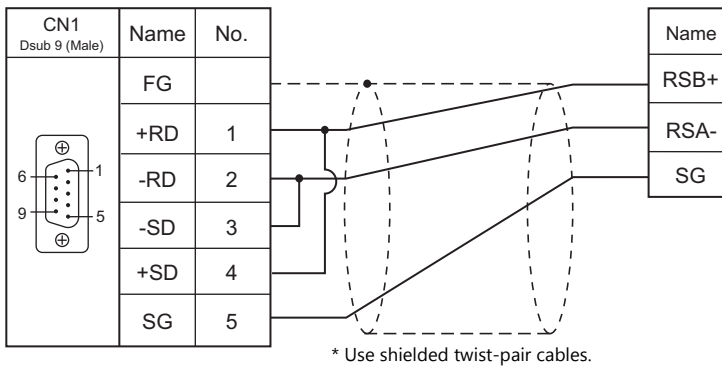 CN1
Dsub 9 (Male)
Name
No.
Name
FG
RSB+
+RD
1
RSA-
-RD
2
SG
-SD
3
+SD
4
SG
5
6
1
9
5
* Use shielded twist-pair cables.